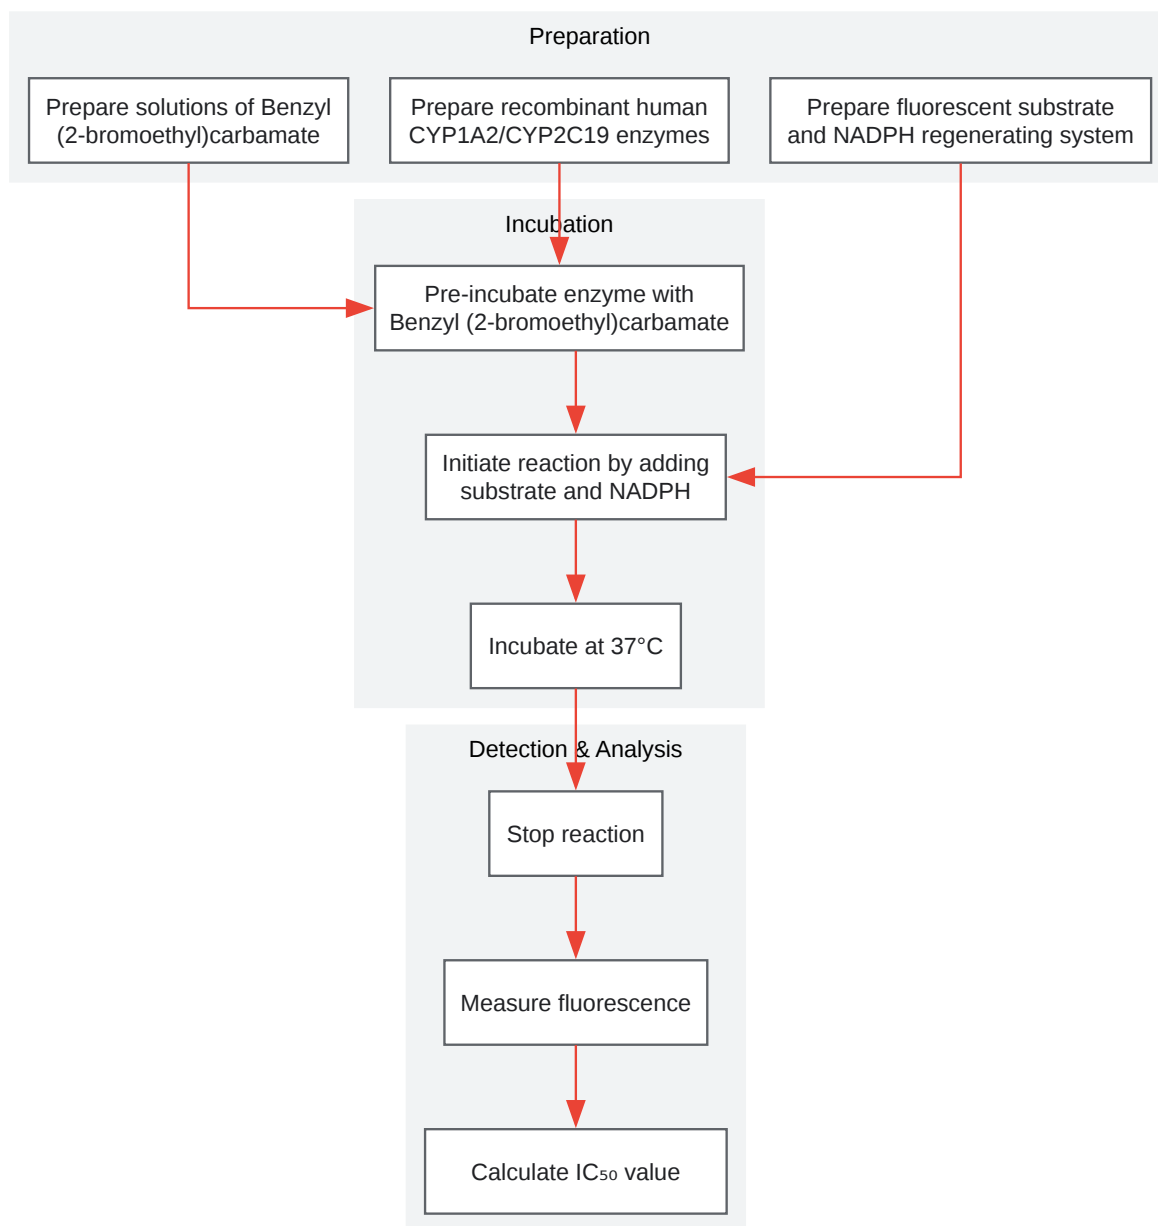 Preparation
Prepare solutions of Benzyl
(2-bromoethyl)carbamate
Prepare recombinant human
CYP1A2/CYP2C19 enzymes
Prepare fluorescent substrate
and NADPH regenerating system
Incubation
Pre-incubate enzyme with
Benzyl (2-bromoethyl)carbamate
Initiate reaction by adding
substrate and NADPH
Incubate at 37°C
Detection & Analysis
Stop reaction
Measure fluorescence
Calculate IC₅₀ value